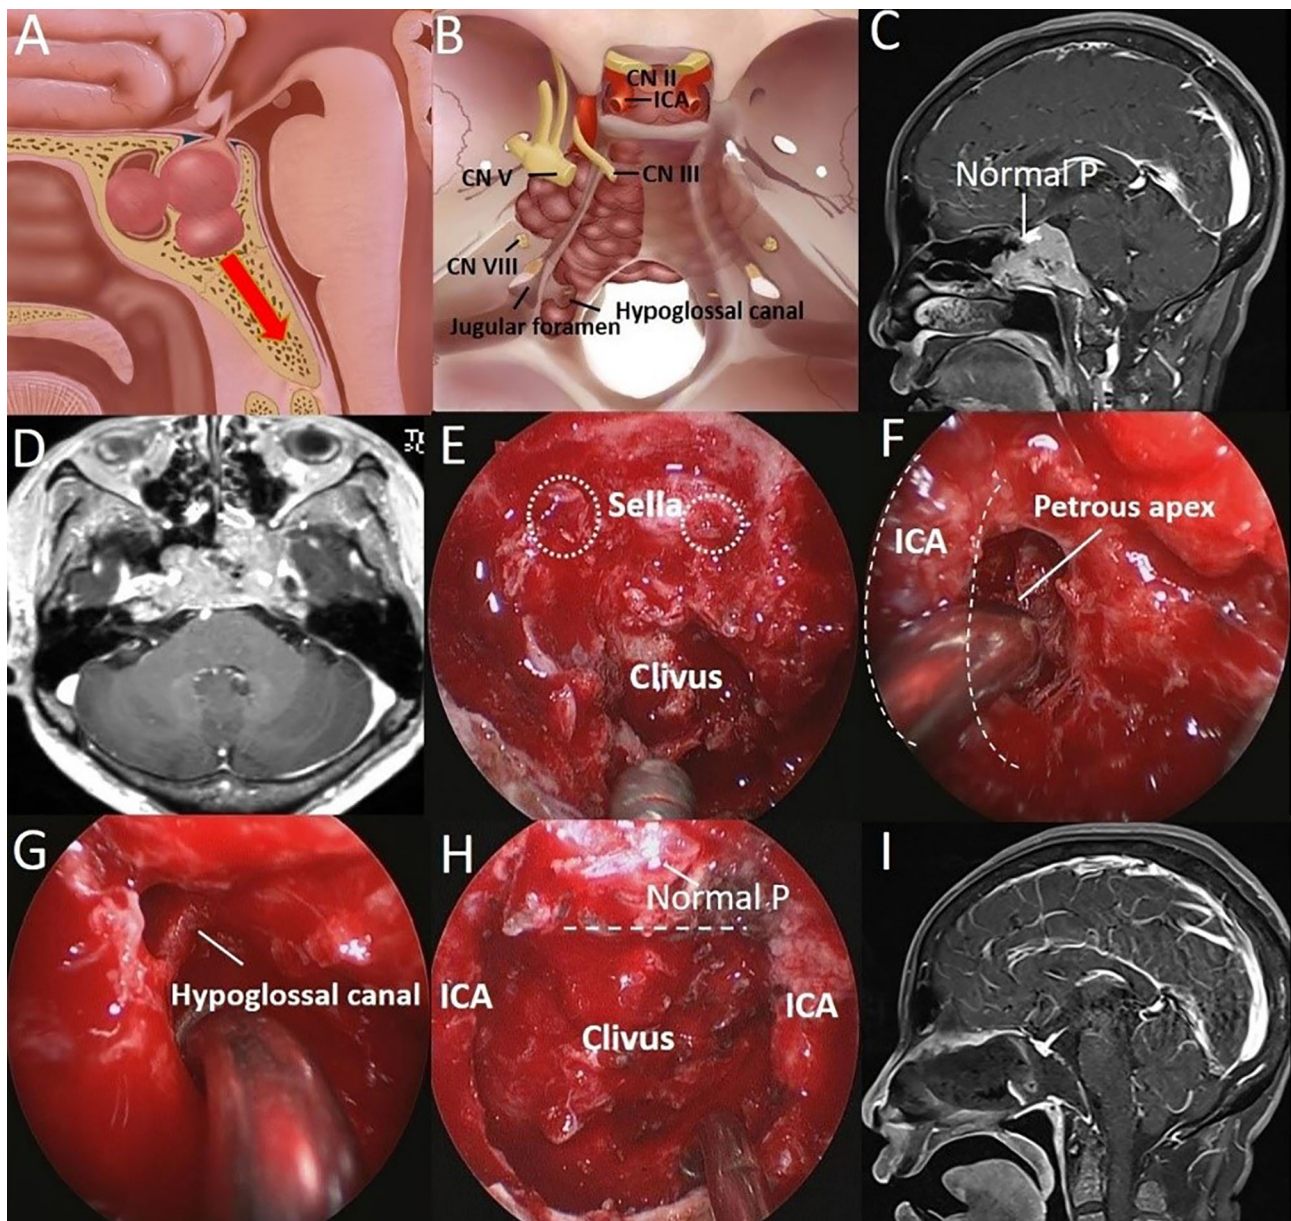 A
B
CN II
ICA
CN V
CN III
CN VIII
Jugular foramen
Hypoglossal canal
C
Normal P
D
E
Sella
Clivus
F
ICA
Petrous apex
G
Hypoglossal canal
H
Normal P
ICA
ICA
Clivus
I